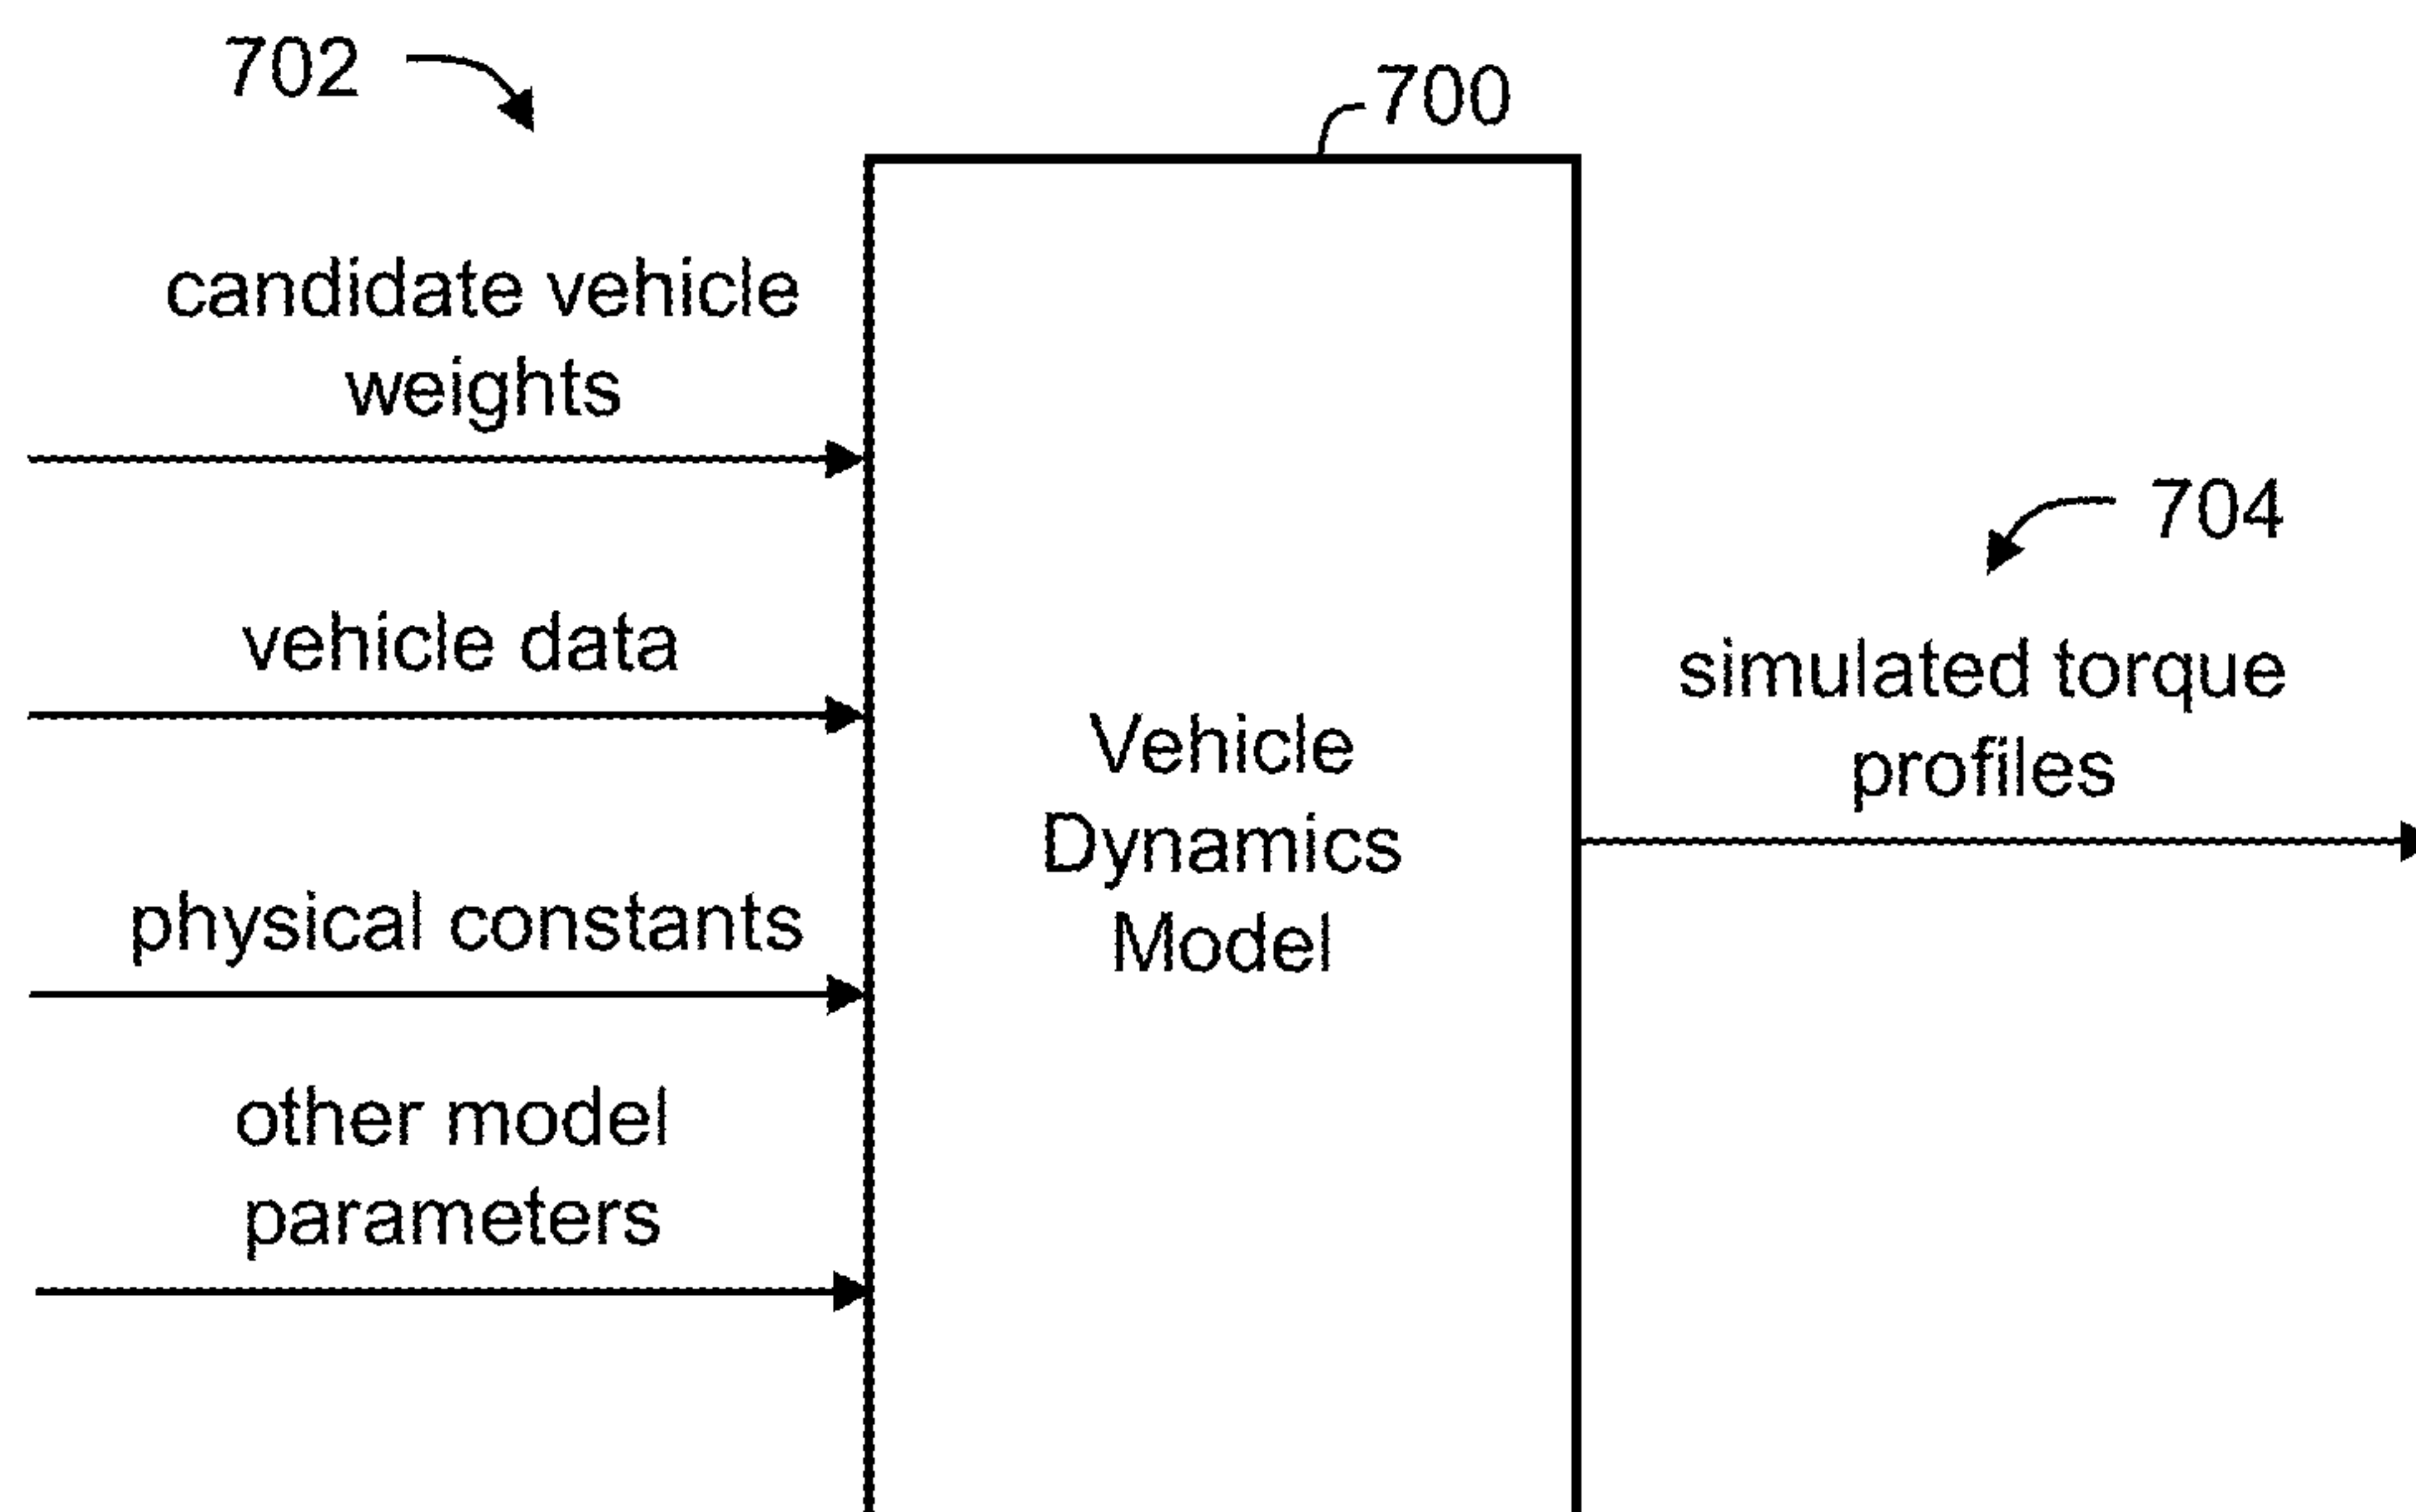 702
700
candidate vehicle
weights
vehicle data
physical constants
other model
parameters
Vehicle
Dynamics
Model
704
simulated torque
profiles